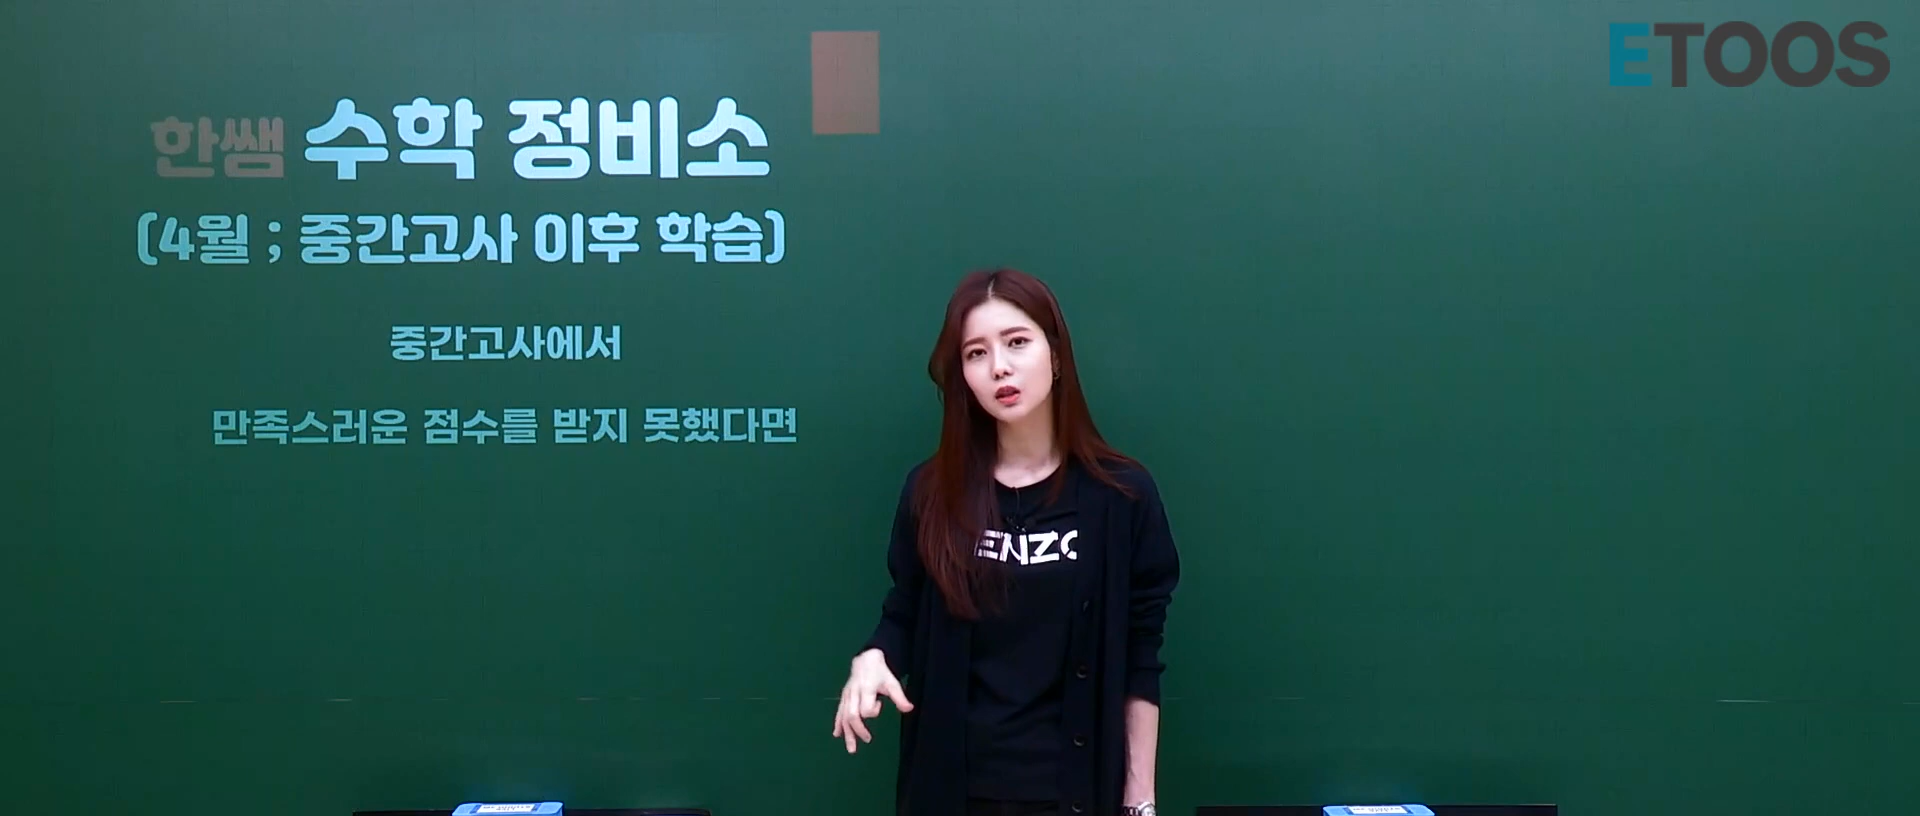 ETOOS
한쌤 수학 정비소
(4월 ; 중간고사 이후 학습)
중간고사에서
만족스러운 점수를 받지 못했다면
ENZO